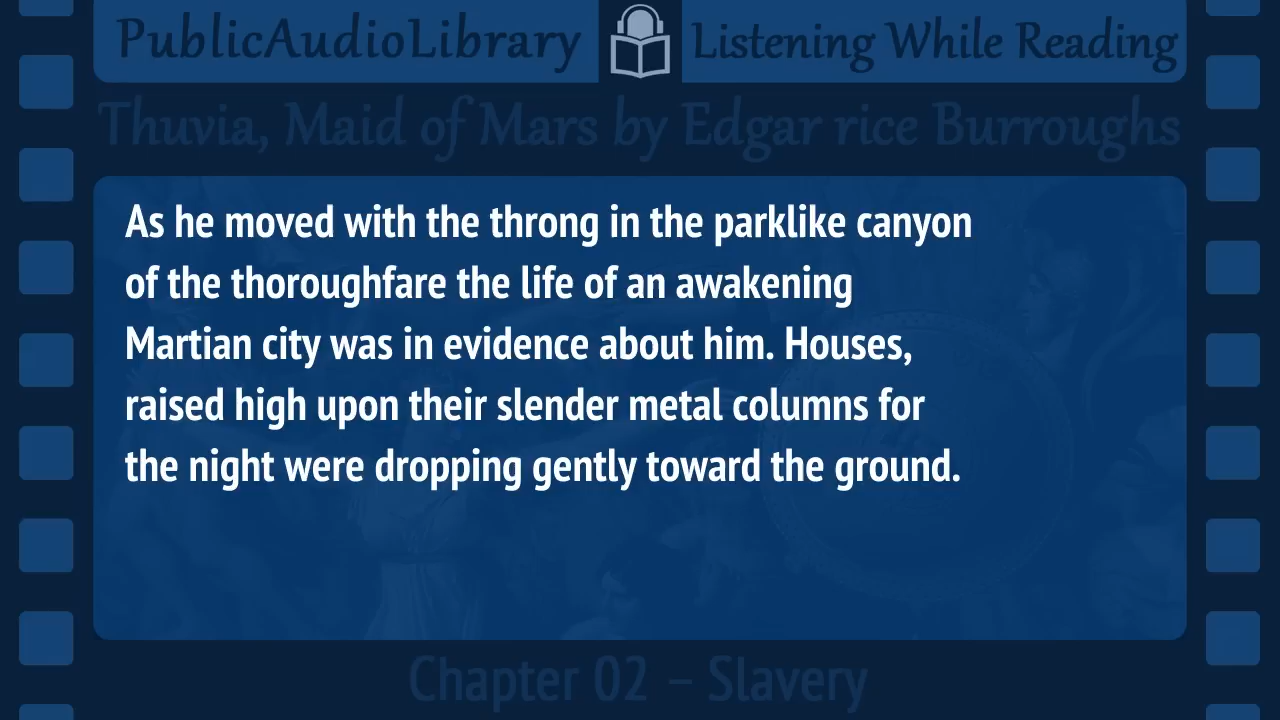 PublicAudioLibrary Listening While Reading
Thuvia, Maid of Mars by Edgar rice Burroughs
As he moved with the throng in the parklike canyon
of the thoroughfare the life of an awakening
Martian city was in evidence about him. Houses,
raised high upon their slender metal columns for
the night were dropping gently toward the ground.
Chapter 02 – Slavery